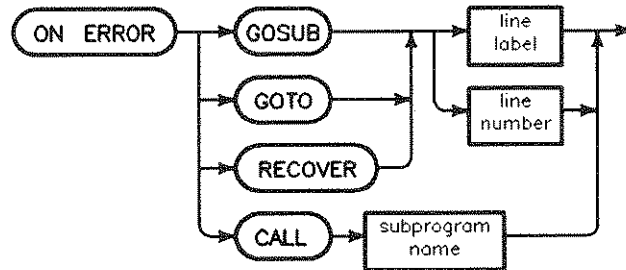 ON ERROR
GOSUB
line
label
GOTO
line
number
RECOVER
CALL
subprogram
name